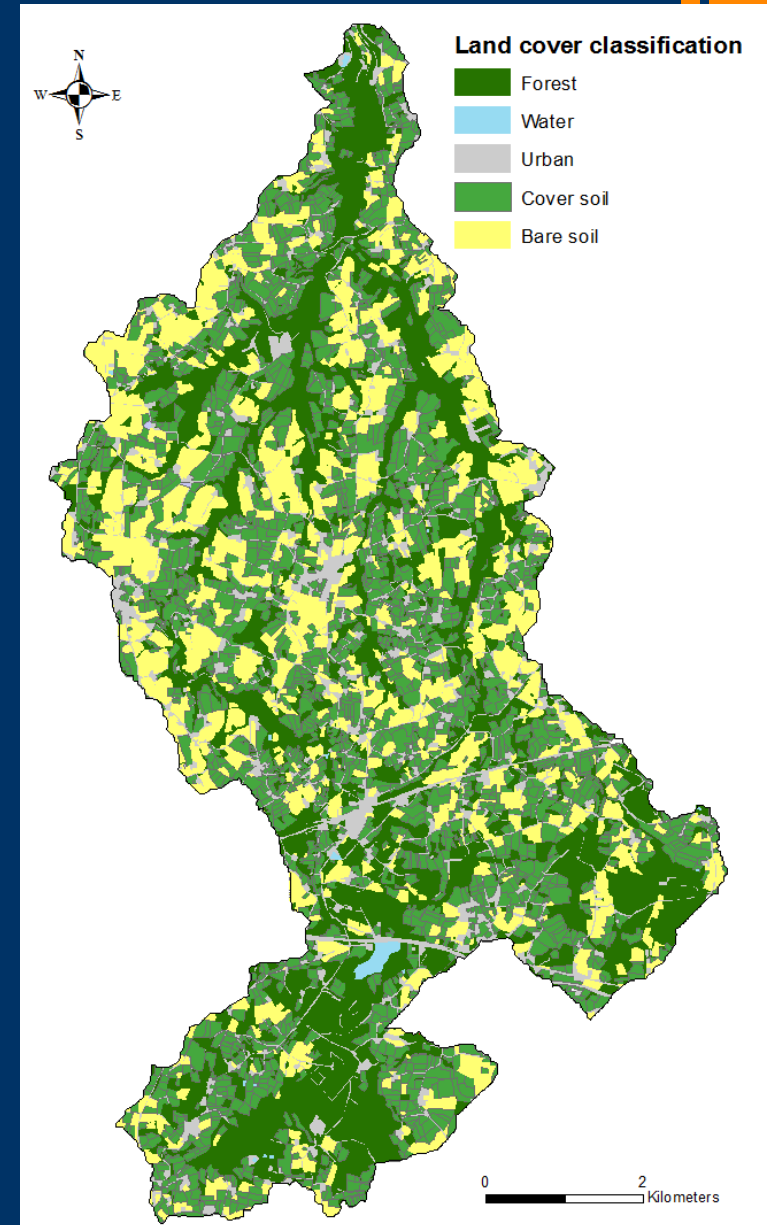 Land cover classification
N
W E
S
Forest
Water
Urban
Cover soil
Bare soil
0 2
Kilometers